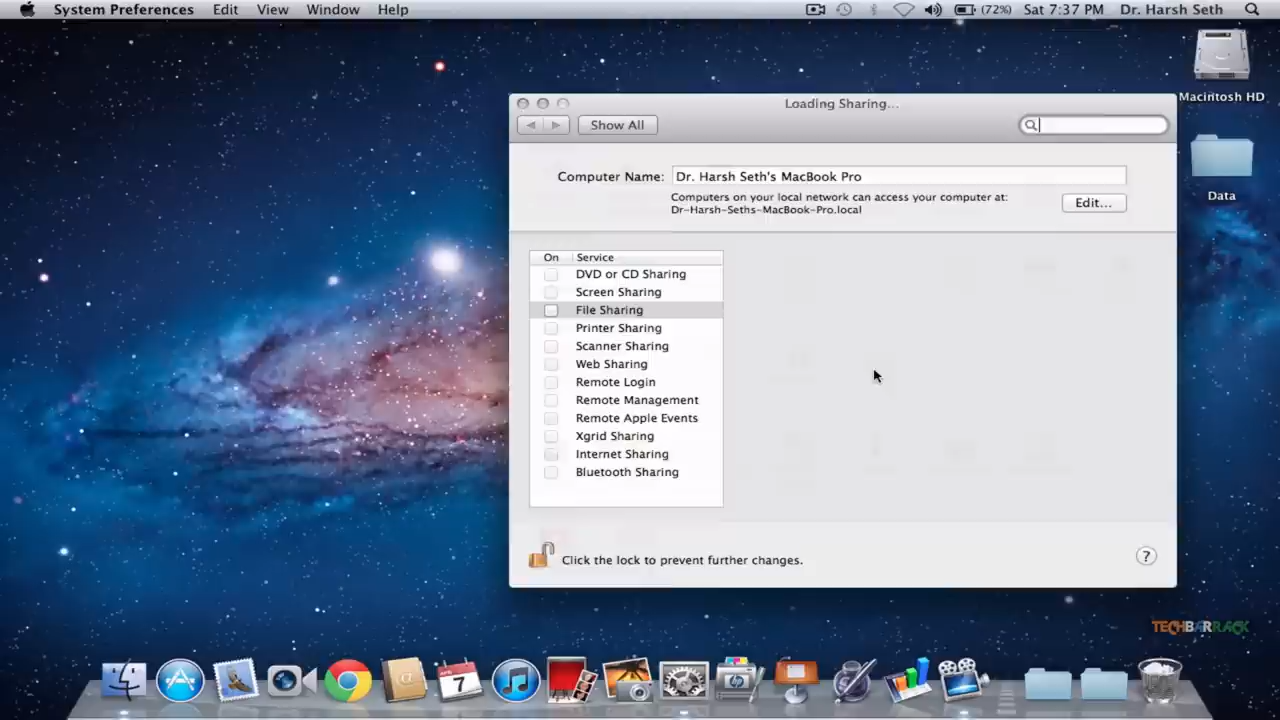 System Preferences Edit View Window Help (72%) Sat 7:37 PM Dr. Harsh Seth
Macintosh HD
Data
Loading Sharing...
Show All
Computer Name: Dr. Harsh Seth's MacBook Pro
Computers on your local network can access your computer at:
Dr-Harsh-Seths-MacBook-Pro.local
Edit...
On Service
DVD or CD Sharing
Screen Sharing
File Sharing
Printer Sharing
Scanner Sharing
Web Sharing
Remote Login
Remote Management
Remote Apple Events
Xgrid Sharing
Internet Sharing
Bluetooth Sharing
Click the lock to prevent further changes.
?
TECHBARRACK
7
hp